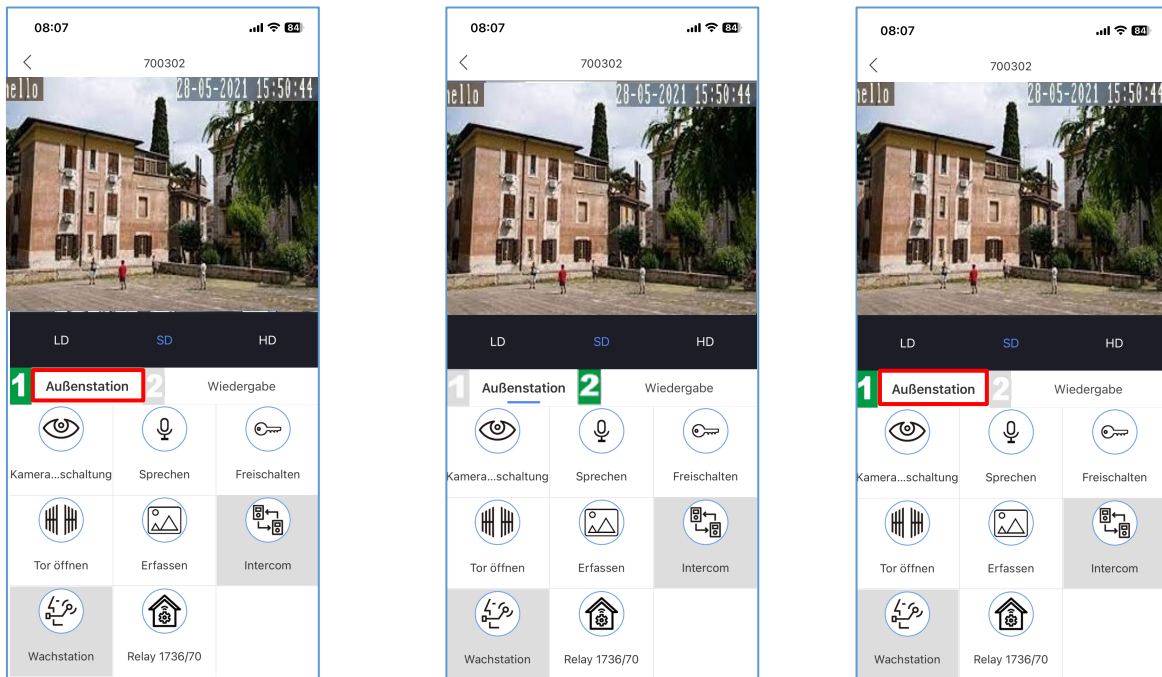 08:07
84
700302
hello
28-05-2021 15:50:44
LD
SD
HD
1
Außenstation
2
Wiedergabe
Kamera...schaltung
Sprechen
Freischalten
Tor öffnen
Erfassen
Intercom
Wachstation
Relay 1736/70
08:07
84
700302
hello
28-05-2021 15:50:44
LD
SD
HD
1
Außenstation
2
Wiedergabe
Kamera...schaltung
Sprechen
Freischalten
Tor öffnen
Erfassen
Intercom
Wachstation
Relay 1736/70
08:07
84
700302
hello
28-05-2021 15:50:44
LD
SD
HD
1
Außenstation
2
Wiedergabe
Kamera...schaltung
Sprechen
Freischalten
Tor öffnen
Erfassen
Intercom
Wachstation
Relay 1736/70